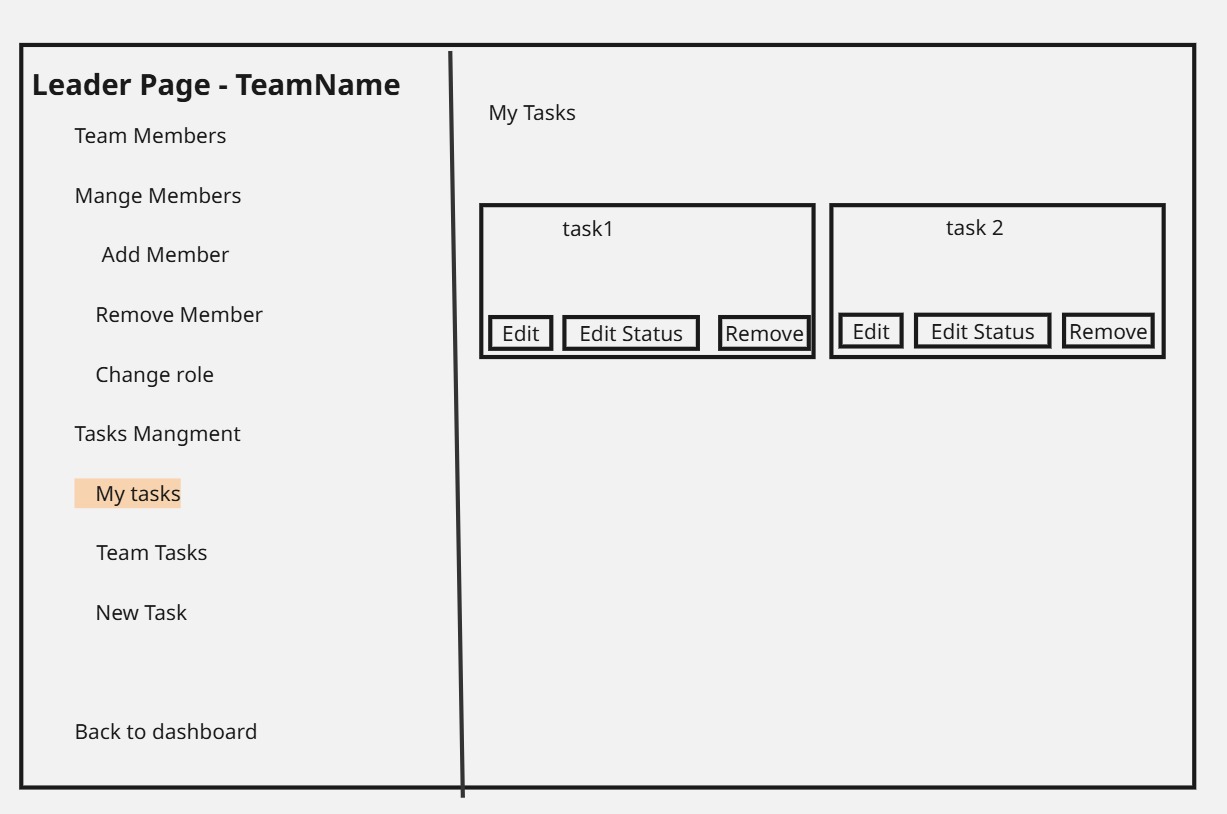 Leader Page - TeamName
Team Members
Mange Members
Add Member
Remove Member
Change role
Tasks Mangment
My tasks
Team Tasks
New Task
Back to dashboard
My Tasks
task1
Edit
Edit Status
Remove
task 2
Edit
Edit Status
Remove